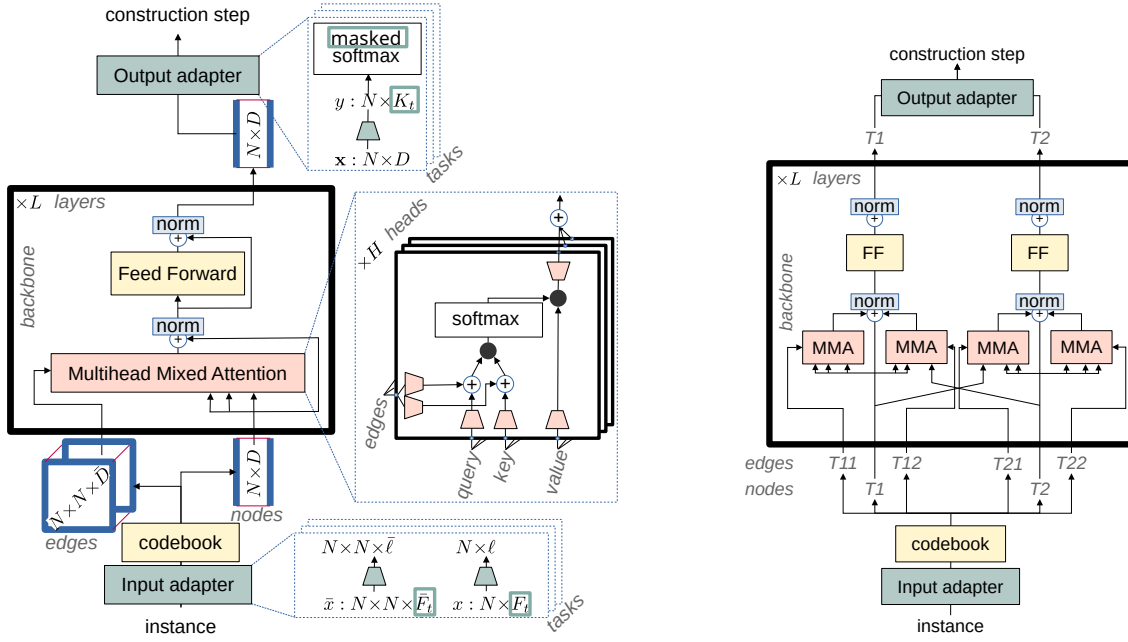 construction step
Output adapter
N×D
masked
softmax
y : N×K_t
x : N×D
tasks
×L layers
backbone
norm
+
Feed Forward
norm
+
Multihead Mixed Attention
×H heads
+
softmax
+
+
edges
query
key
value
N×N×D̄
edges
N×D
nodes
codebook
Input adapter
instance
N×N×ℓ̄
N×ℓ
x̄ : N×N×F̄_t
x : N×F_t
tasks
construction step
Output adapter
T1
T2
×L layers
backbone
norm
norm
+
+
FF
FF
norm
norm
+
+
MMA
MMA
MMA
MMA
edges
T11
T12
T21
T22
nodes
T1
T2
codebook
Input adapter
instance